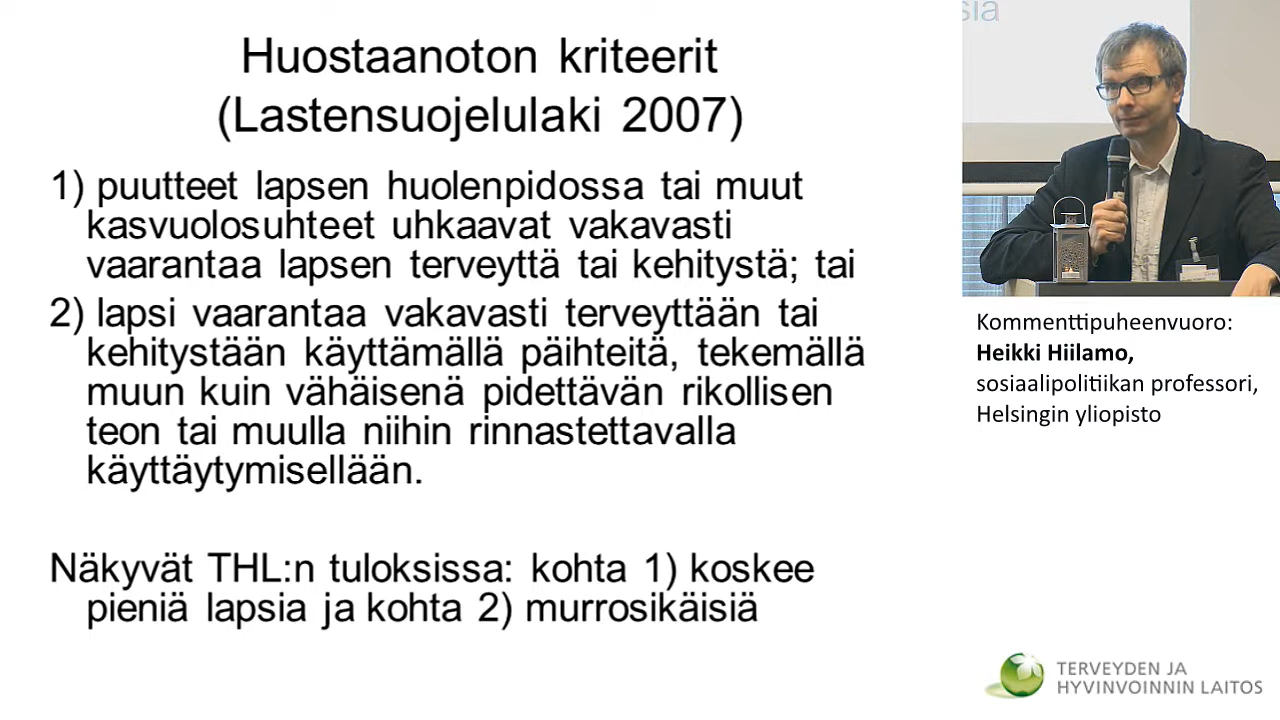 Huostaanoton kriteerit
(Lastensuojelulaki 2007)
1) puutteet lapsen huolenpidossa tai muut
kasvuolosuhteet uhkaavat vakavasti
vaarantaa lapsen terveyttä tai kehitystä; tai
2) lapsi vaarantaa vakavasti terveyttään tai
kehitystään käyttämällä päihteitä, tekemällä
muun kuin vähäisenä pidettävän rikollisen
teon tai muulla niihin rinnastettavalla
käyttäytymisellään.
Näkyvät THL:n tuloksissa: kohta 1) koskee
pieniä lapsia ja kohta 2) murrosikäisiä
Kommenttipuheenvuoro:
Heikki Hiilamo,
sosiaalipolitiikan professori,
Helsingin yliopisto
TERVEYDEN JA
HYVINVOINNIN LAITOS